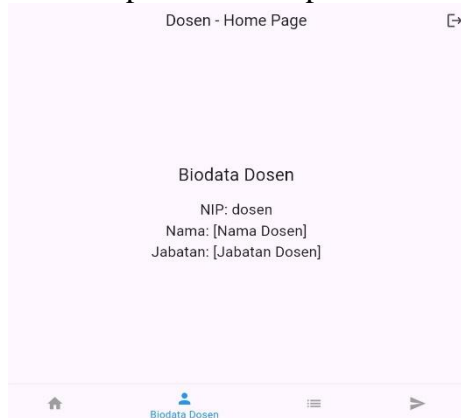 Dosen - Home Page
Biodata Dosen
NIP: dosen
Nama: [Nama Dosen]
Jabatan: [Jabatan Dosen]
Biodata Dosen